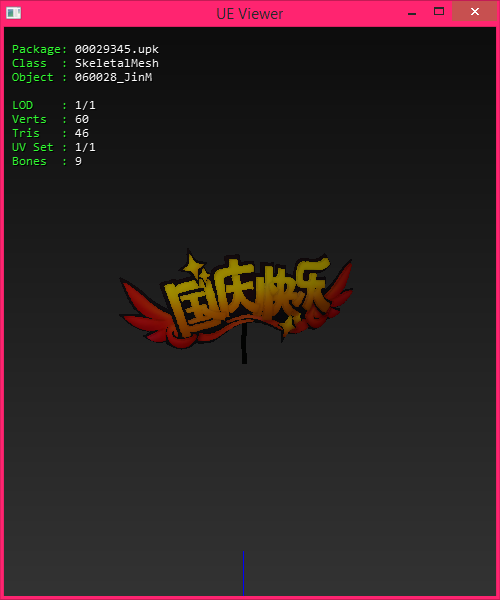 UE Viewer
Package: 00029345.upk
Class : SkeletalMesh
Object : 060028_JinM
LOD : 1/1
Verts : 60
Tris : 46
UV Set : 1/1
Bones : 9
国庆快乐